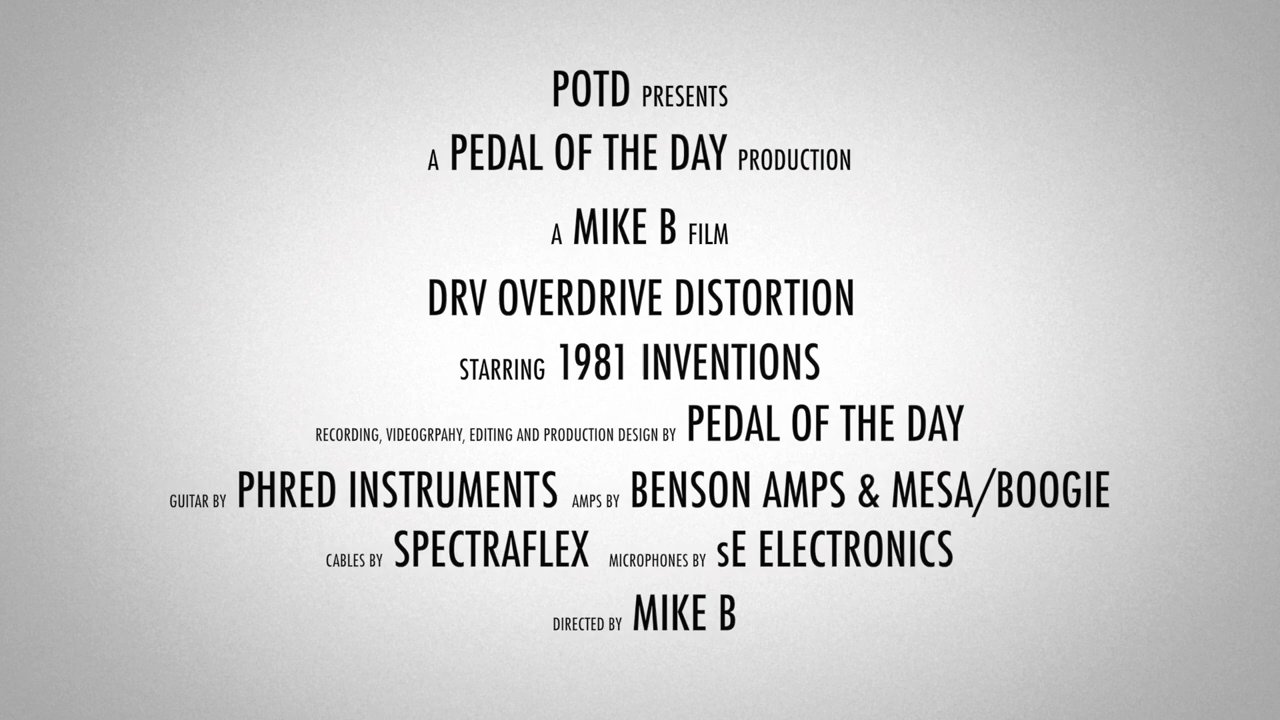 POTD PRESENTS
A PEDAL OF THE DAY PRODUCTION
A MIKE B FILM
DRV OVERDRIVE DISTORTION
STARRING 1981 INVENTIONS
RECORDING, VIDEOGRPAHY, EDITING AND PRODUCTION DESIGN BY PEDAL OF THE DAY
GUITAR BY PHRED INSTRUMENTS AMPS BY BENSON AMPS & MESA/BOOGIE
CABLES BY SPECTRAFLEX MICROPHONES BY sE ELECTRONICS
DIRECTED BY MIKE B